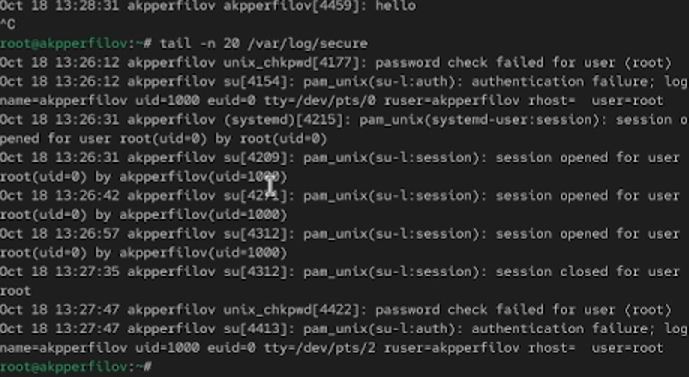 Oct 18 13:28:31 akpperfilov akpperfilov[4459]: hello
^C
root@akpperfilov:~# tail -n 20 /var/log/secure
Oct 18 13:26:12 akpperfilov unix_chkpwd[4177]: password check failed for user (root)
Oct 18 13:26:12 akpperfilov su[4154]: pam_unix(su-l:auth): authentication failure; log
name=akpperfilov uid=1000 euid=0 tty=/dev/pts/0 ruser=akpperfilov rhost=  user=root
Oct 18 13:26:31 akpperfilov (systemd)[4215]: pam_unix(systemd-user:session): session o
pened for user root(uid=0) by root(uid=0)
Oct 18 13:26:31 akpperfilov su[4209]: pam_unix(su-l:session): session opened for user
root(uid=0) by akpperfilov(uid=1000)
Oct 18 13:26:42 akpperfilov pam_unix(su-l:session): session opened for user
root(uid=0) by akpperfilov(uid=1000)
Oct 18 13:26:57 akpperfilov su[4312]: pam_unix(su-l:session): session opened for user
root(uid=0) by akpperfilov(uid=1000)
Oct 18 13:27:35 akpperfilov su[4312]: pam_unix(su-l:session): session closed for user
root
Oct 18 13:27:47 akpperfilov unix_chkpwd[4422]: password check failed for user (root)
Oct 18 13:27:47 akpperfilov su[4413]: pam_unix(su-l:auth): authentication failure; log
name=akpperfilov uid=1000 euid=0 tty=/dev/pts/2 ruser=akpperfilov rhost=  user=root
root@akpperfilov:~#